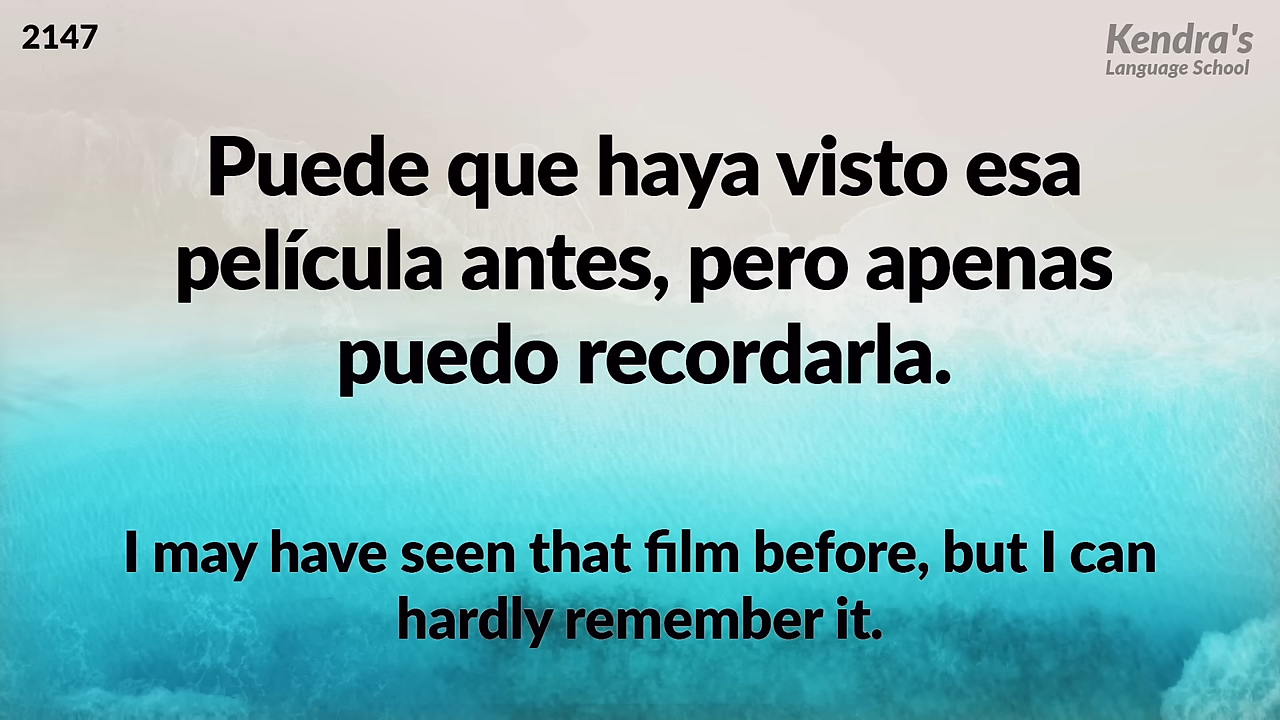 2147
Kendra's
Language School
Puede que haya visto esa
película antes, pero apenas
puedo recordarla.
I may have seen that film before, but I can
hardly remember it.